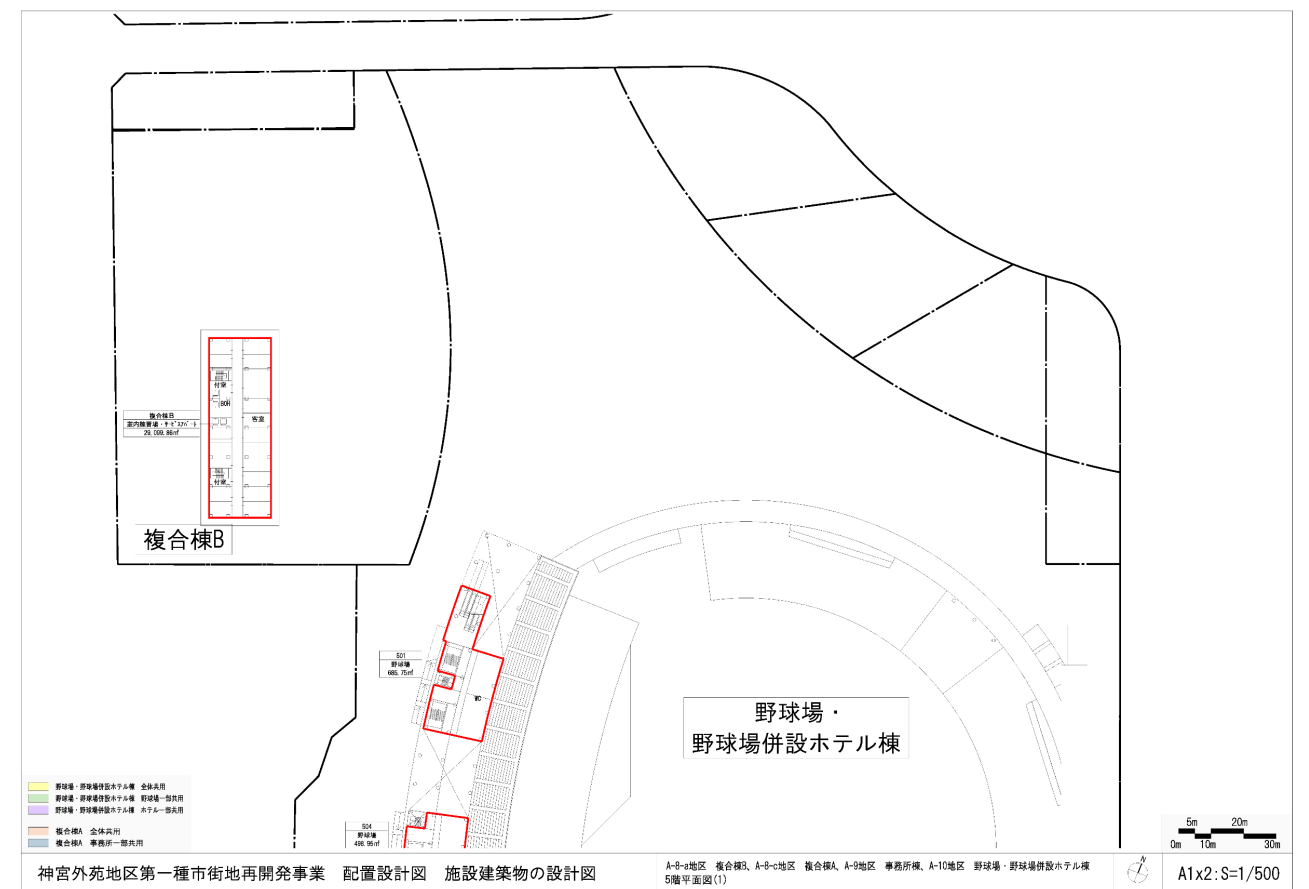 付室
BOH
客室
複合棟B
室内練習場・サービスアパート
29,099.86㎡
付室
複合棟B
501
野球場
685.75㎡
WC
野球場・
野球場併設ホテル棟
504
野球場
498.95㎡
野球場・野球場併設ホテル棟 全体共用
野球場・野球場併設ホテル棟 野球場一部共用
野球場・野球場併設ホテル棟 ホテル一部共用
複合棟A 全体共用
複合棟A 事務所一部共用
5m 20m
0m 10m 30m
神宮外苑地区第一種市街地再開発事業 配置設計図 施設建築物の設計図
A-8-a地区 複合棟B、A-8-c地区 複合棟A、A-9地区 事務所棟、A-10地区 野球場・野球場併設ホテル棟
5階平面図(1)
A1x2:S=1/500